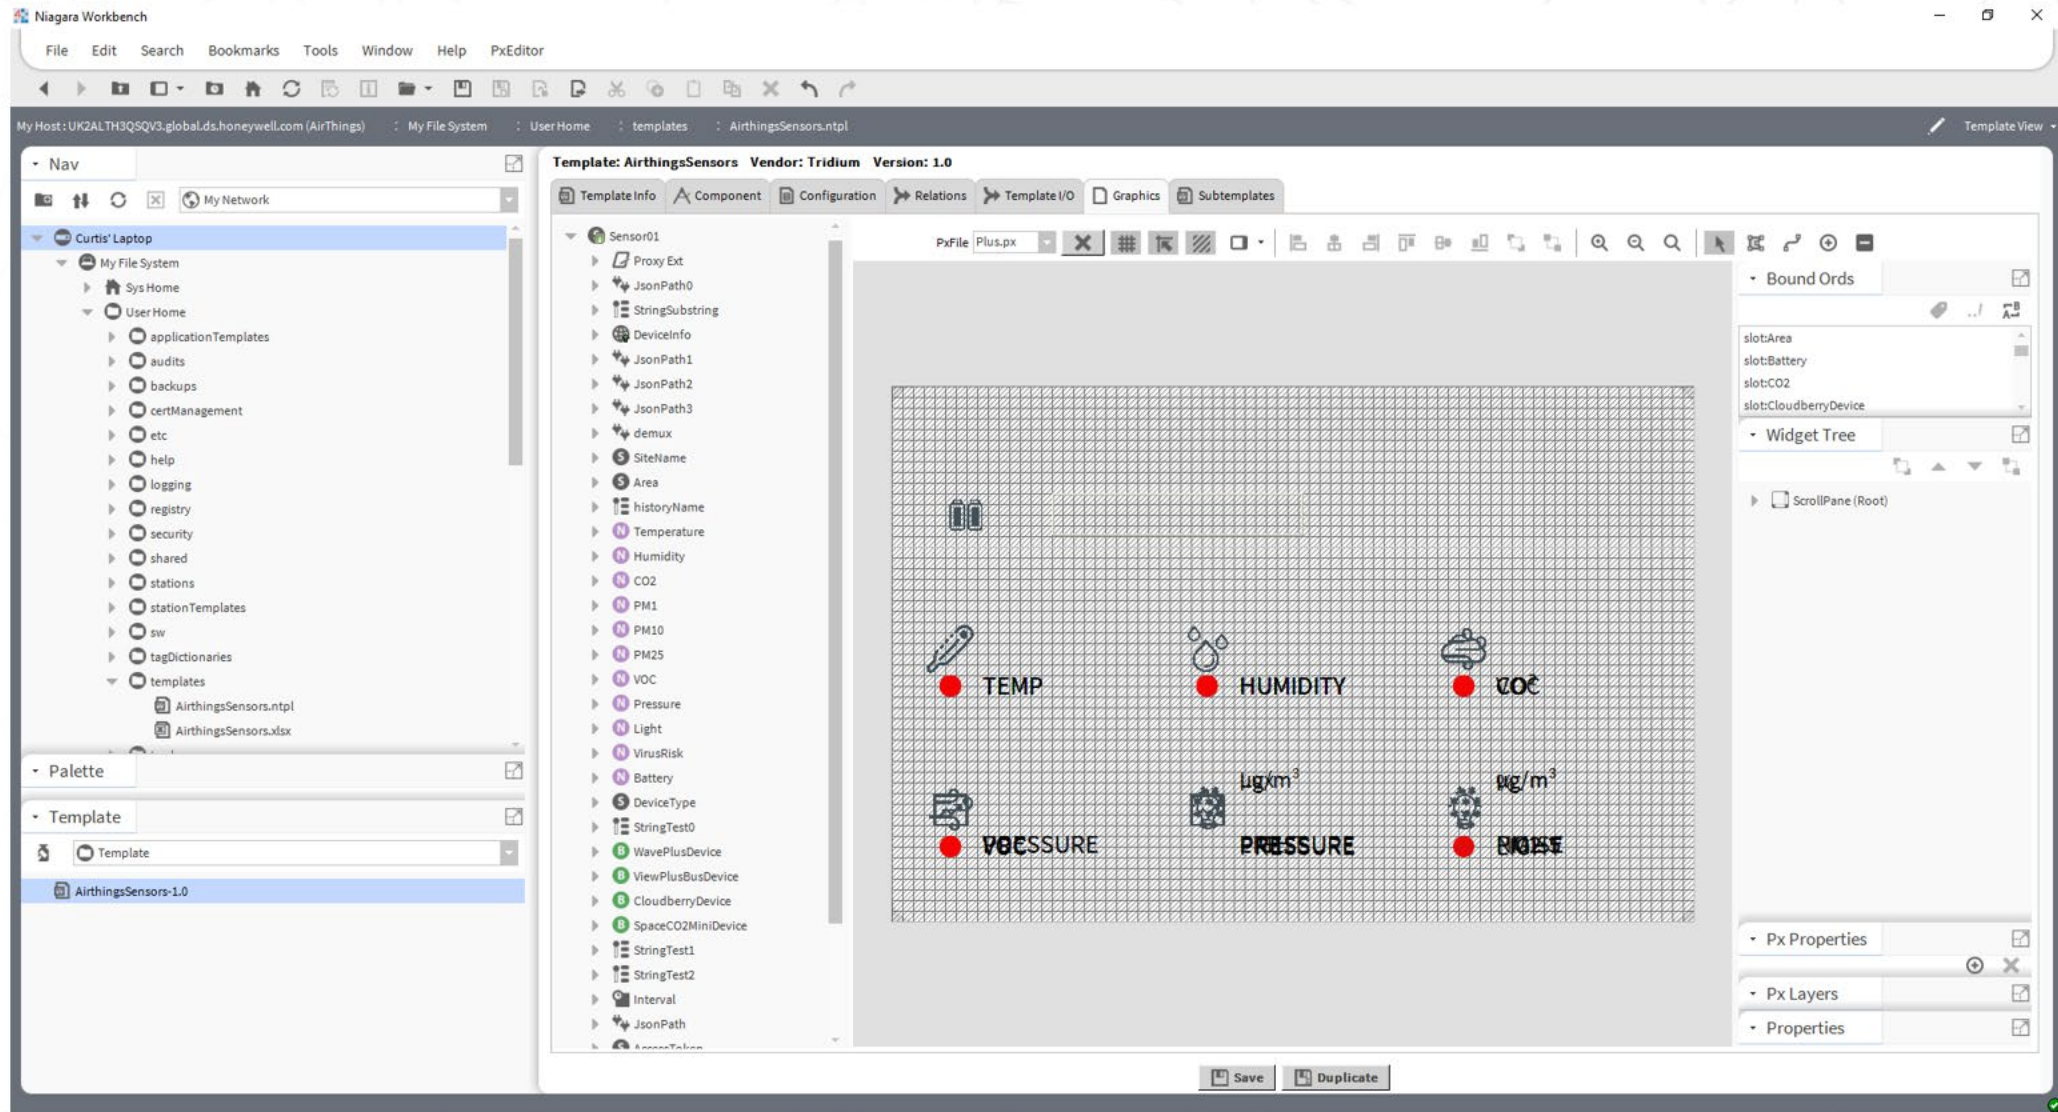 Niagara Workbench
File Edit Search Bookmarks Tools Window Help PxEditor
My Host : UK2ALTH3QSQV3.global.ds.honeywell.com (AirThings) : My File System : User Home : templates : AirthingsSensors.ntpl
Template View
Nav
My Network
Curtis' Laptop
My File System
Sys Home
User Home
applicationTemplates
audits
backups
certManagement
etc
help
logging
registry
security
shared
stations
stationTemplates
sw
tagDictionaries
templates
AirthingsSensors.ntpl
AirthingsSensors.xlsx
Palette
Template
Template
AirthingsSensors-1.0
Template: AirthingsSensors Vendor: Tridium Version: 1.0
Template Info Component Configuration Relations Template I/O Graphics Subtemplates
Sensor01
Proxy Ext
JsonPath0
StringSubstring
DeviceInfo
JsonPath1
JsonPath2
JsonPath3
demux
SiteName
Area
historyName
Temperature
Humidity
CO2
PM1
PM10
PM25
VOC
Pressure
Light
VirusRisk
Battery
DeviceType
StringTest0
WavePlusDevice
ViewPlusBusDevice
CloudberryDevice
SpaceCO2MiniDevice
StringTest1
StringTest2
Interval
JsonPath
PxFile Plus.px
TEMP HUMIDITY
PRESSURE
Bound Ords
slot:Area
slot:Battery
slot:CO2
slot:CloudberryDevice
Widget Tree
ScrollPane (Root)
Px Properties
Px Layers
Properties
Save Duplicate